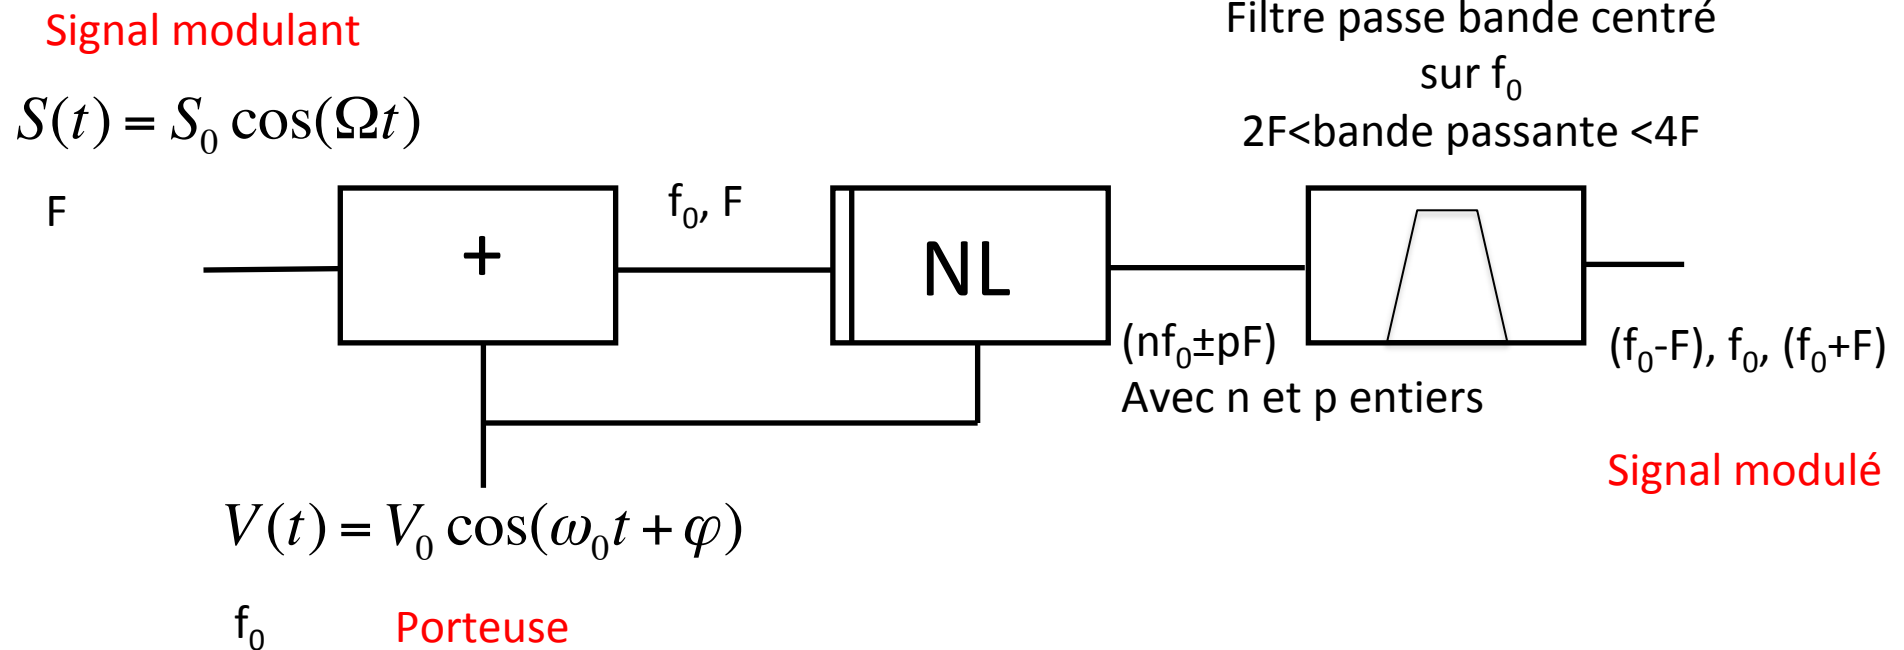 Signal modulant
S(t) = S₀ cos(Ωt)
F
Filtre passe bande centré
sur f₀
2F<bande passante <4F
+
f₀, F
NL
(nf₀±pF)
Avec n et p entiers
(f₀-F), f₀, (f₀+F)
Signal modulé
V(t) = V₀ cos(ω₀t + φ)
f₀
Porteuse